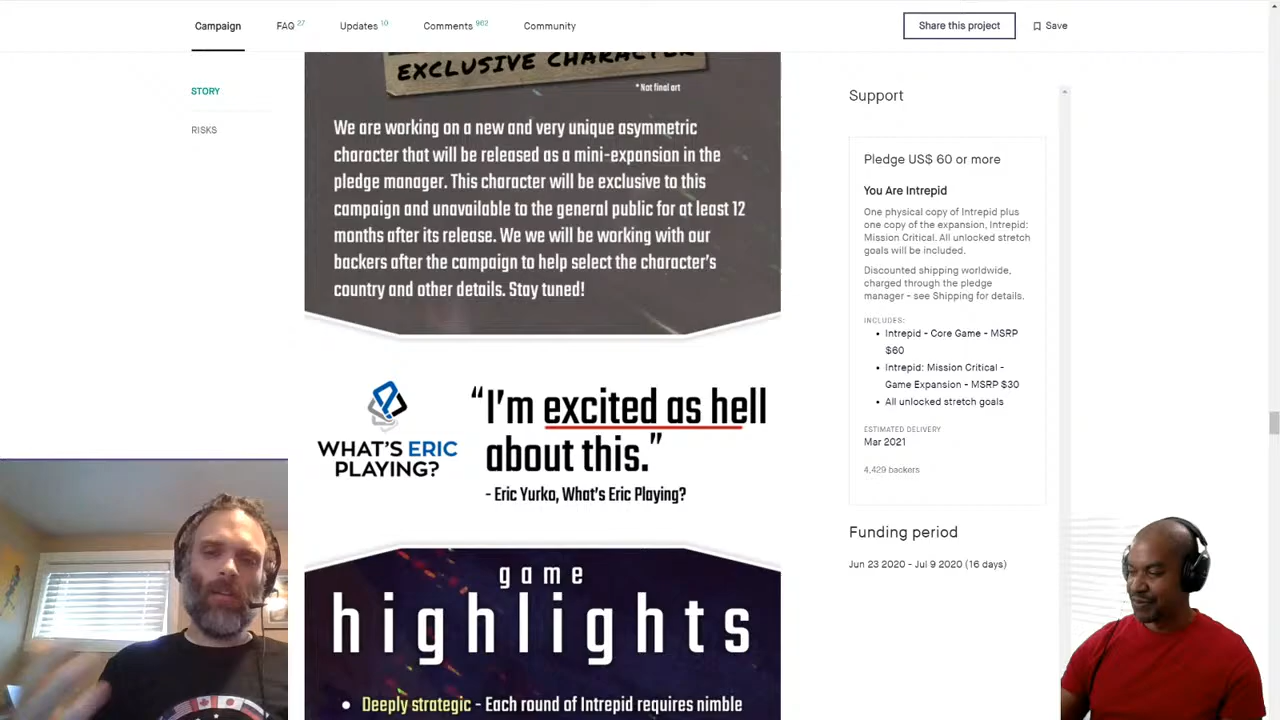 Campaign
FAQ 27
Updates 10
Comments 962
Community
Share this project
Save
STORY
RISKS
EXCLUSIVE CHARACTER
* Not final art
We are working on a new and very unique asymmetric
character that will be released as a mini-expansion in the
pledge manager. This character will be exclusive to this
campaign and unavailable to the general public for at least 12
months after its release. We we will be working with our
backers after the campaign to help select the character's
country and other details. Stay tuned!
WHAT'S ERIC
PLAYING?
"I'm excited as hell
about this."
- Eric Yurko, What's Eric Playing?
game
highlights
• Deeply strategic - Each round of Intrepid requires nimble
Support
Pledge US$ 60 or more
You Are Intrepid
One physical copy of Intrepid plus
one copy of the expansion, Intrepid:
Mission Critical. All unlocked stretch
goals will be included.
Discounted shipping worldwide,
charged through the pledge
manager - see Shipping for details.
INCLUDES:
• Intrepid - Core Game - MSRP
$60
• Intrepid: Mission Critical -
Game Expansion - MSRP $30
• All unlocked stretch goals
ESTIMATED DELIVERY
Mar 2021
4,429 backers
Funding period
Jun 23 2020 - Jul 9 2020 (16 days)